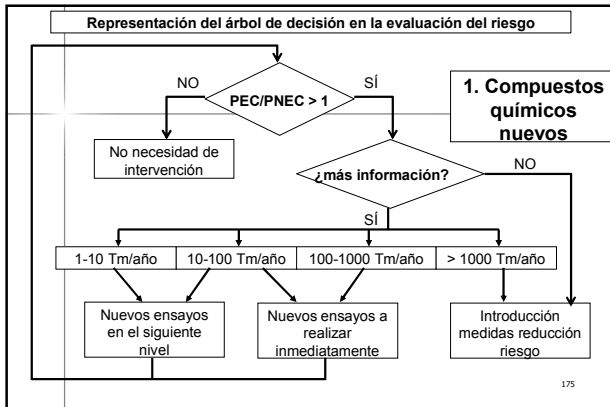 Representación del árbol de decisión en la evaluación del riesgo
NO
SÍ
PEC/PNEC > 1
1. Compuestos
químicos
nuevos
No necesidad de
intervención
¿más información?
NO
SÍ
1-10 Tm/año
10-100 Tm/año
100-1000 Tm/año
> 1000 Tm/año
Nuevos ensayos
en el siguiente
nivel
Nuevos ensayos a
realizar
inmediatamente
Introducción
medidas reducción
riesgo
175